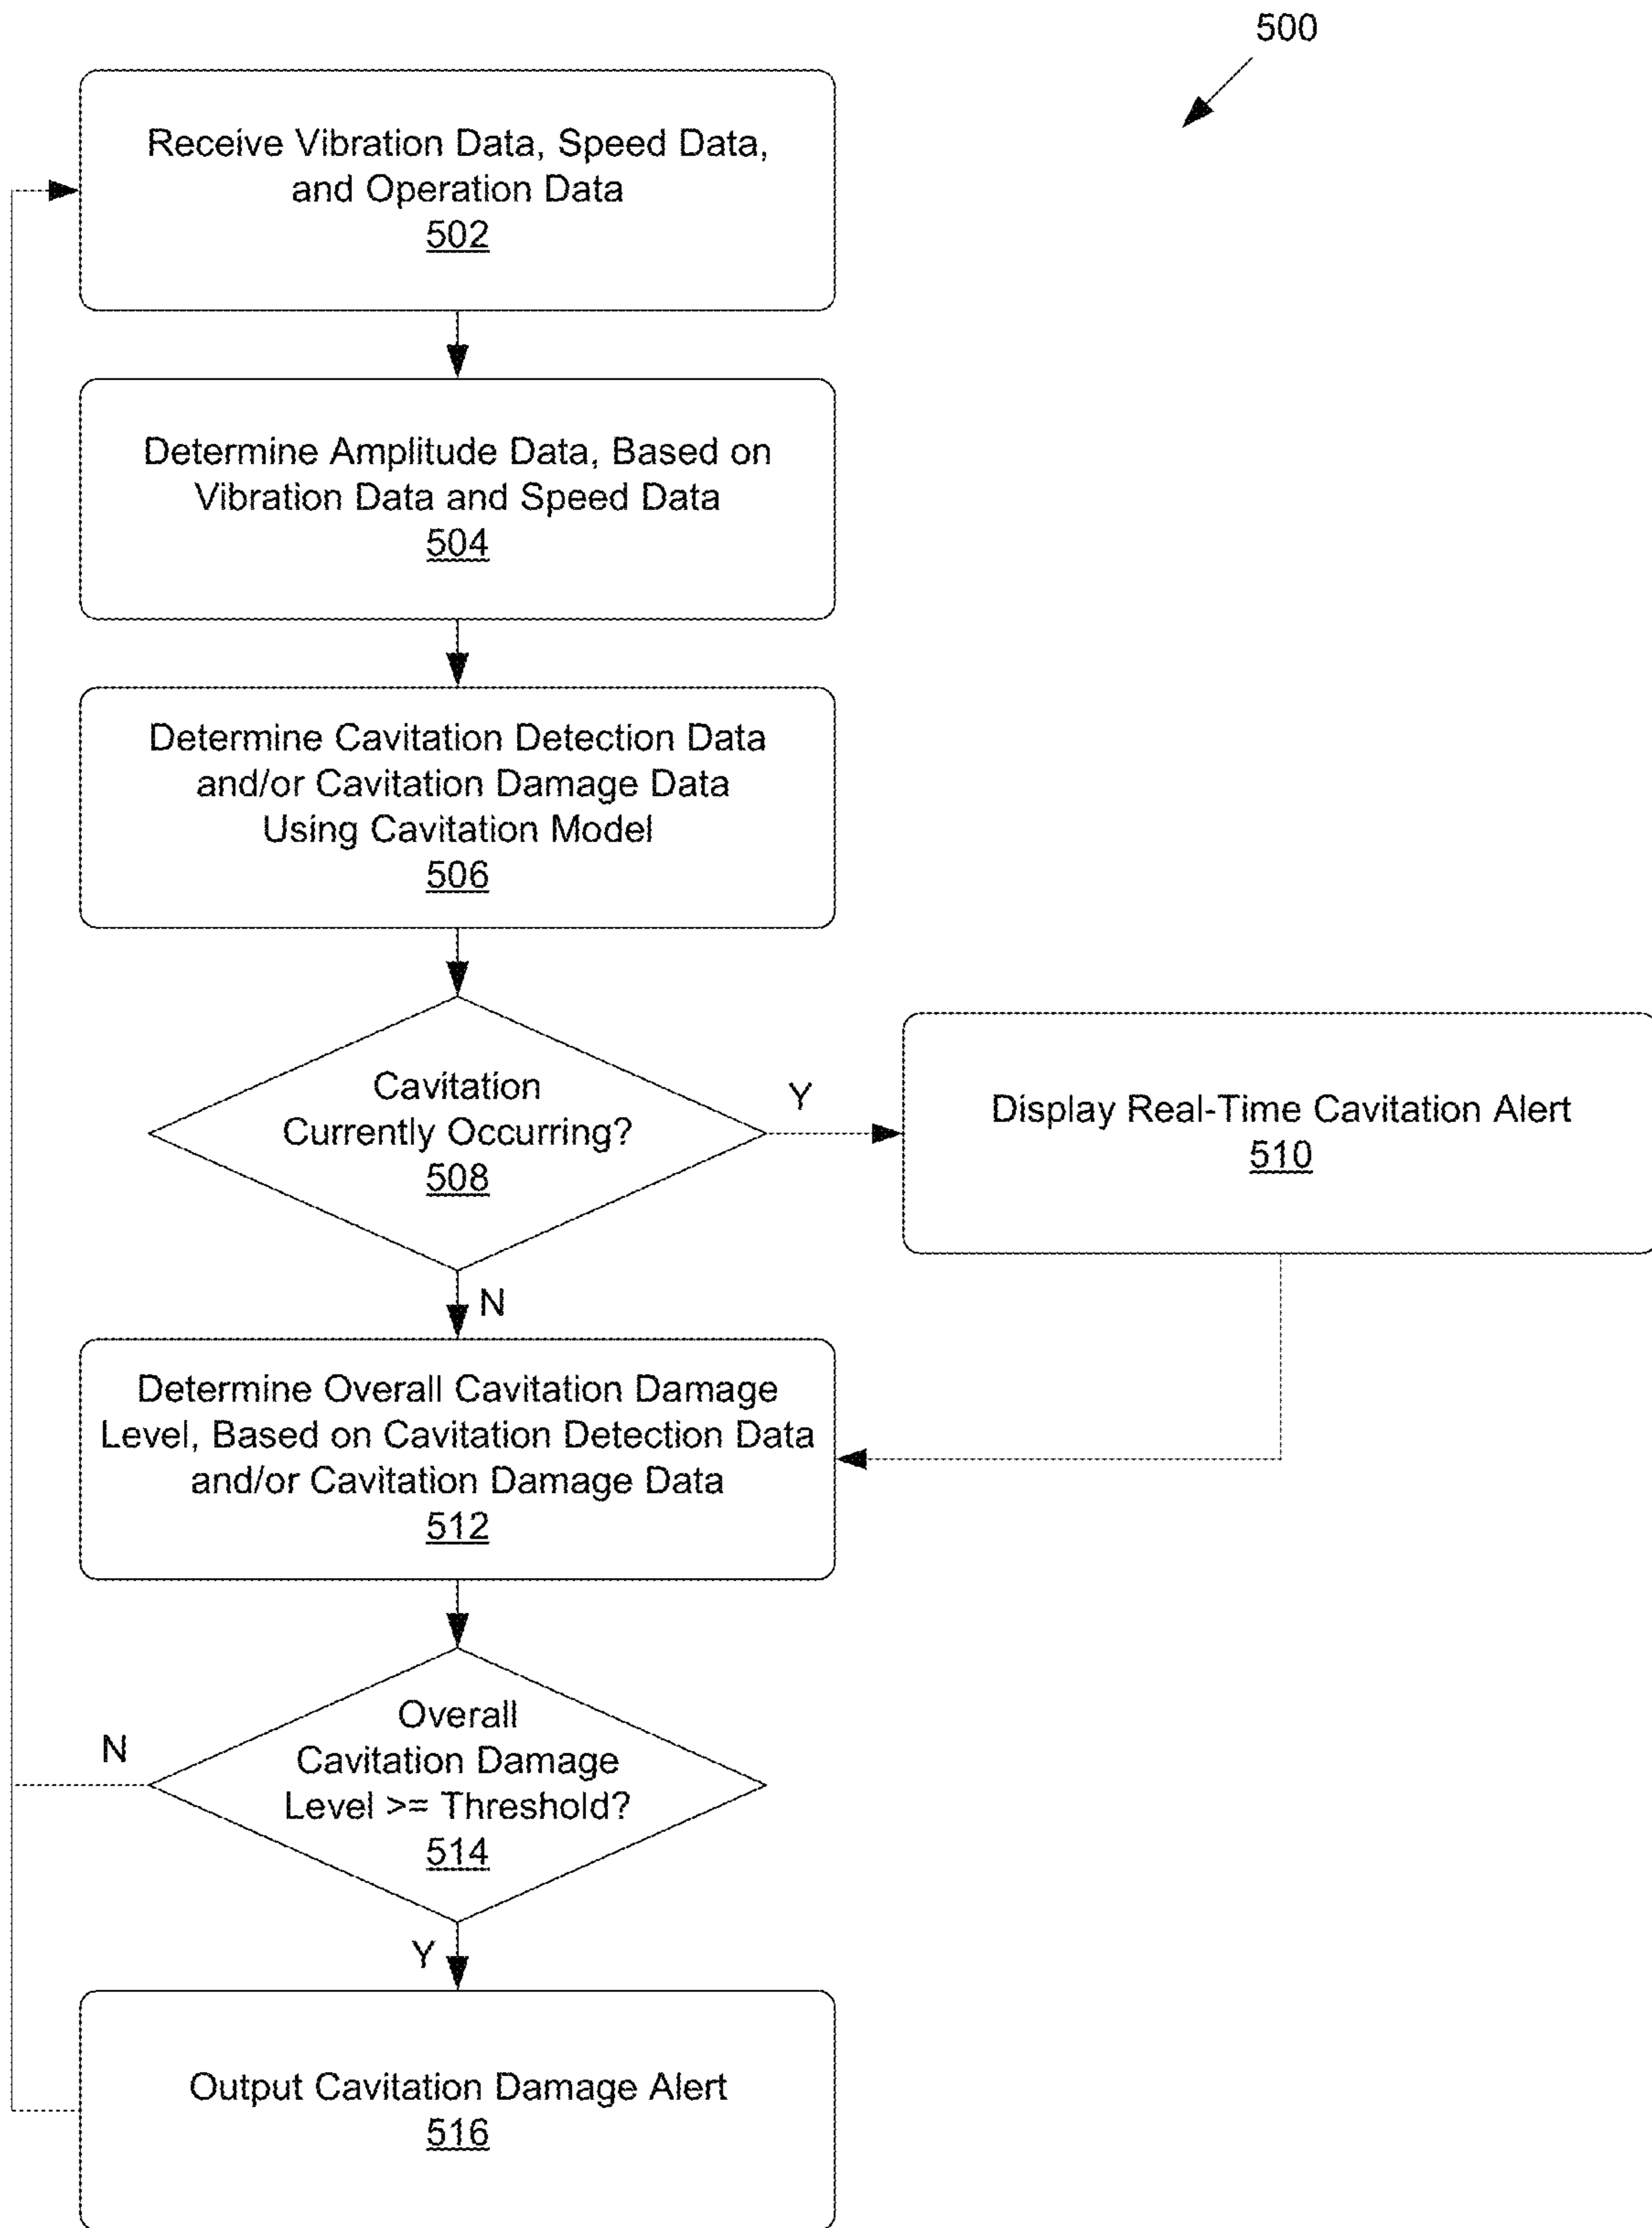 500
Receive Vibration Data, Speed Data,
and Operation Data
502
Determine Amplitude Data, Based on
Vibration Data and Speed Data
504
Determine Cavitation Detection Data
and/or Cavitation Damage Data
Using Cavitation Model
506
Cavitation
Currently Occurring?
508
Y
Display Real-Time Cavitation Alert
510
N
Determine Overall Cavitation Damage
Level, Based on Cavitation Detection Data
and/or Cavitation Damage Data
512
Overall
Cavitation Damage
Level >= Threshold?
514
N
Y
Output Cavitation Damage Alert
516